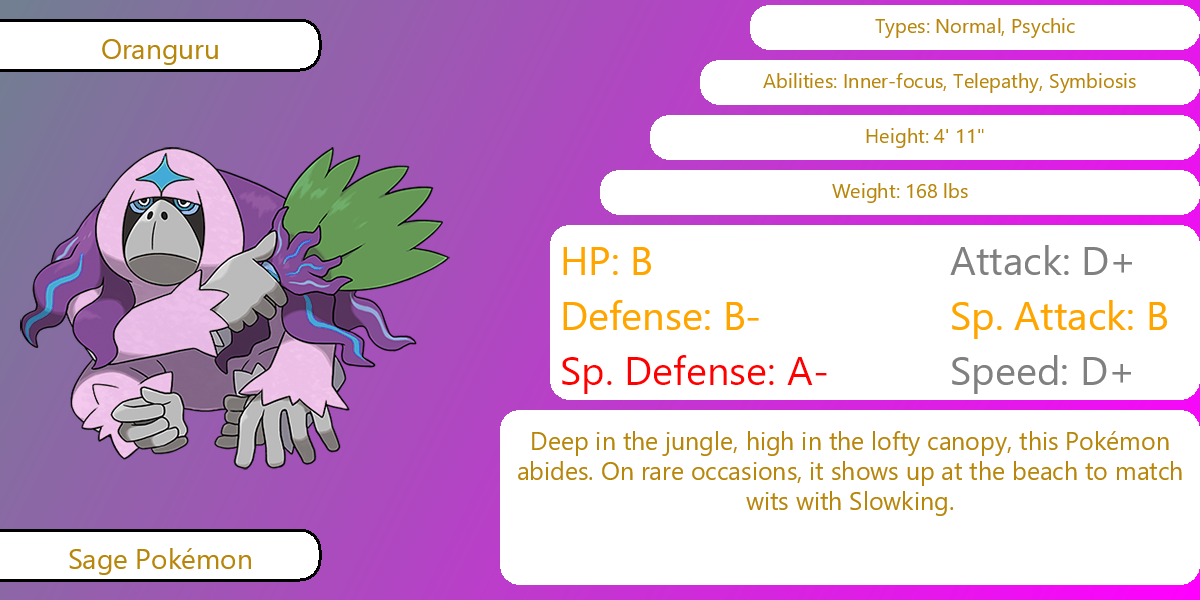 Oranguru
Types: Normal, Psychic
Abilities: Inner-focus, Telepathy, Symbiosis
Height: 4' 11"
Weight: 168 lbs
HP: B
Attack: D+
Defense: B-
Sp. Attack: B
Sp. Defense: A-
Speed: D+
Deep in the jungle, high in the lofty canopy, this Pokémon
abides. On rare occasions, it shows up at the beach to match
wits with Slowking.
Sage Pokémon